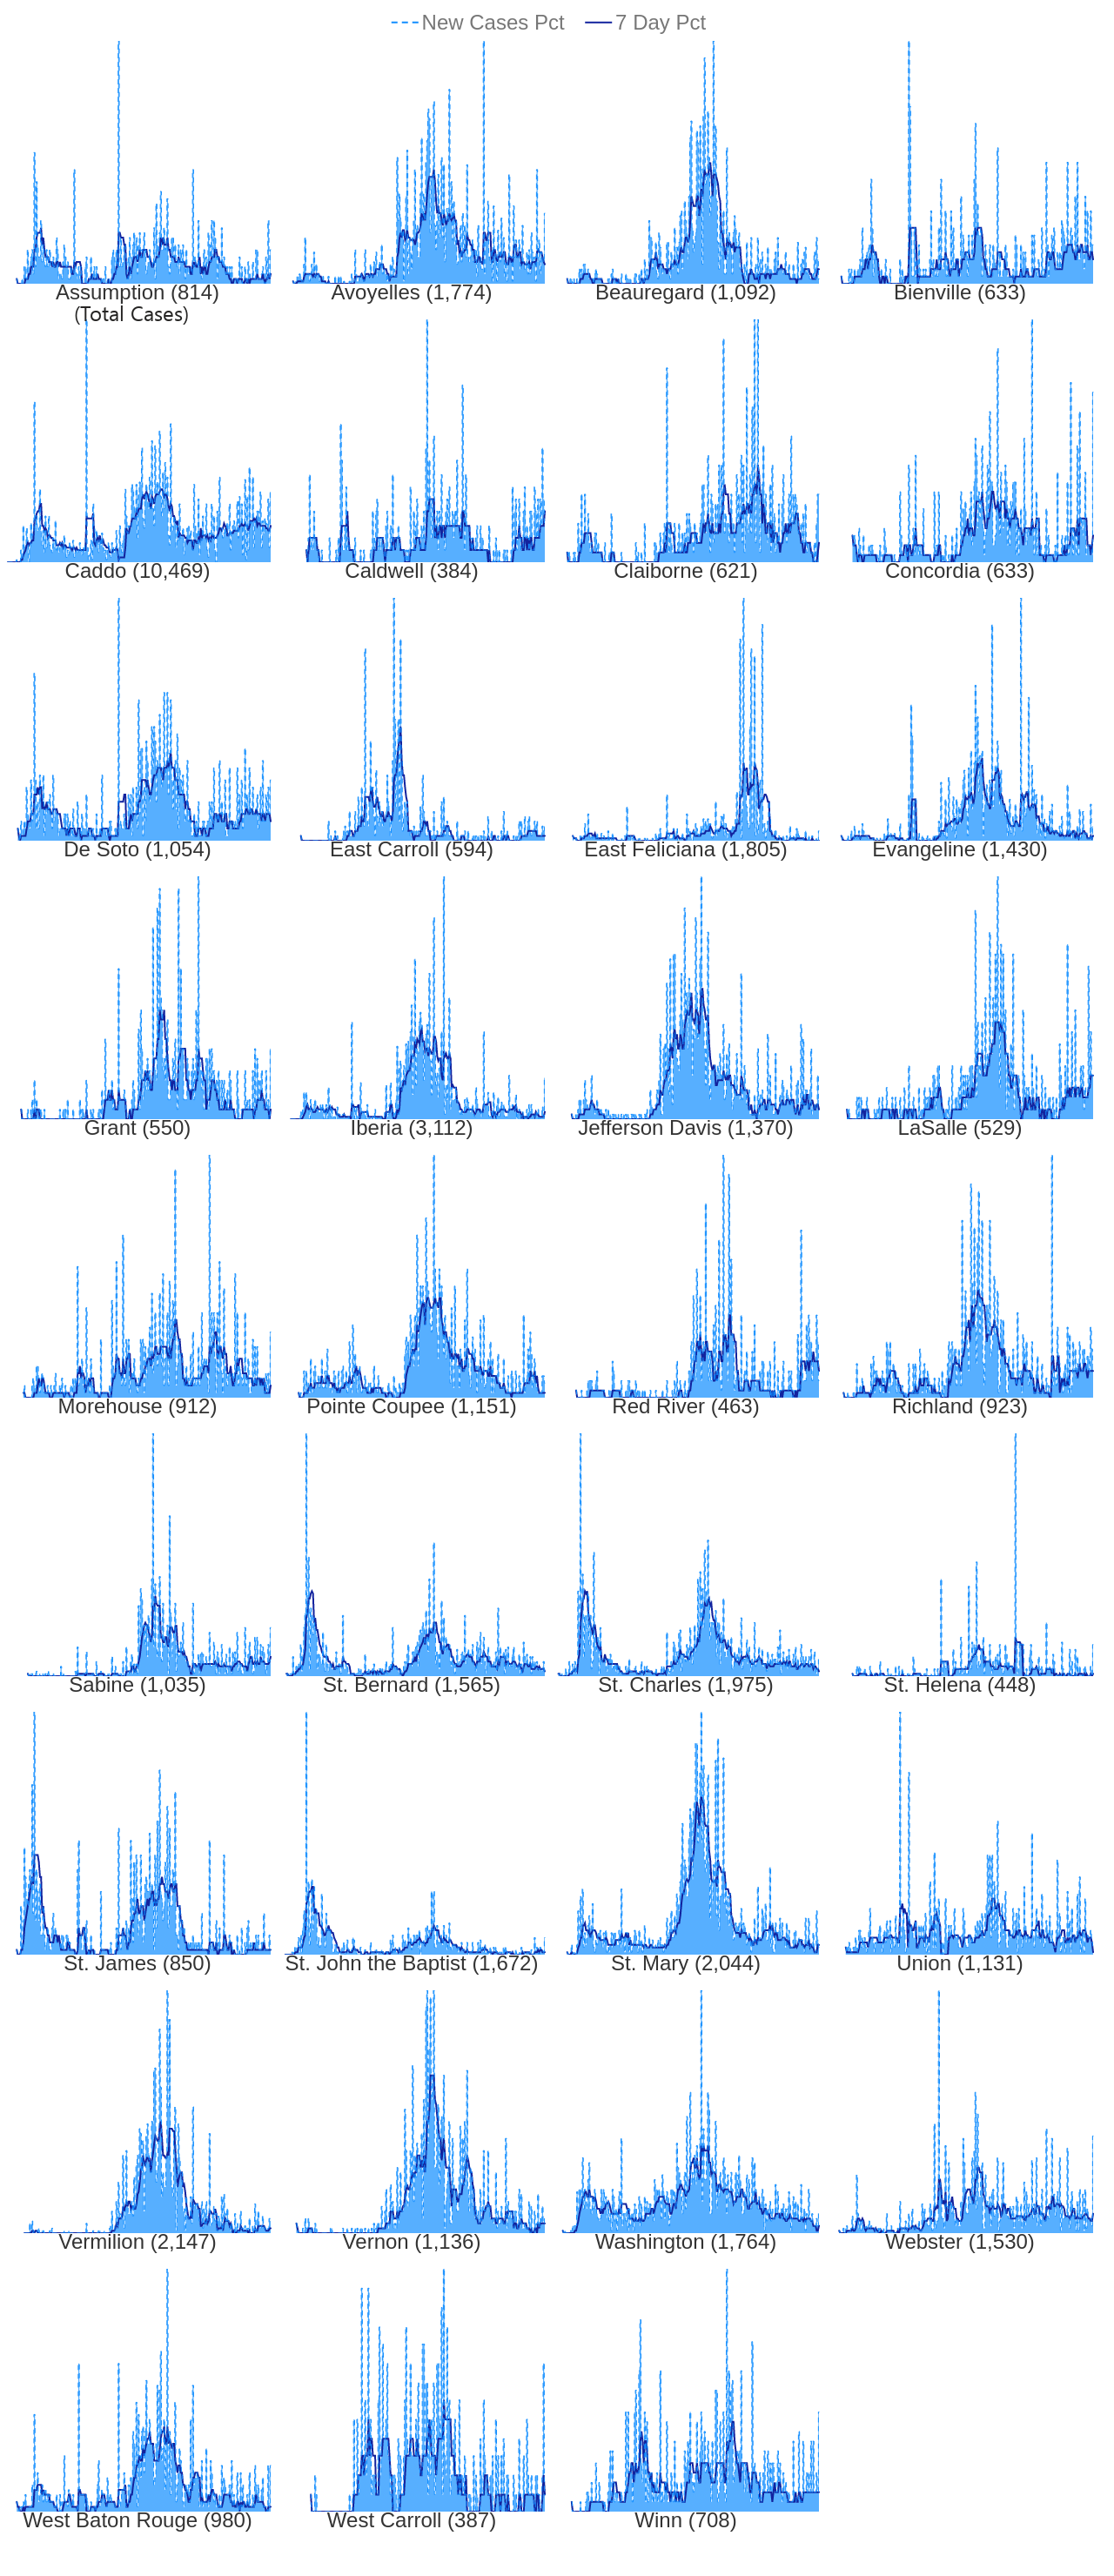 New Cases Pct 7 Day Pct
Assumption (814) Avoyelles (1,774) Beauregard (1,092) Bienville (633)
(Total Cases)
Caddo (10,469) Caldwell (384) Claiborne (621) Concordia (633)
De Soto (1,054) East Carroll (594) East Feliciana (1,805) Evangeline (1,430)
Grant (550) Iberia (3,112) Jefferson Davis (1,370) LaSalle (529)
Morehouse (912) Pointe Coupee (1,151) Red River (463) Richland (923)
Sabine (1,035) St. Bernard (1,565) St. Charles (1,975) St. Helena (448)
St. James (850) St. John the Baptist (1,672) St. Mary (2,044) Union (1,131)
Vermilion (2,147) Vernon (1,136) Washington (1,764) Webster (1,530)
West Baton Rouge (980) West Carroll (387) Winn (708)